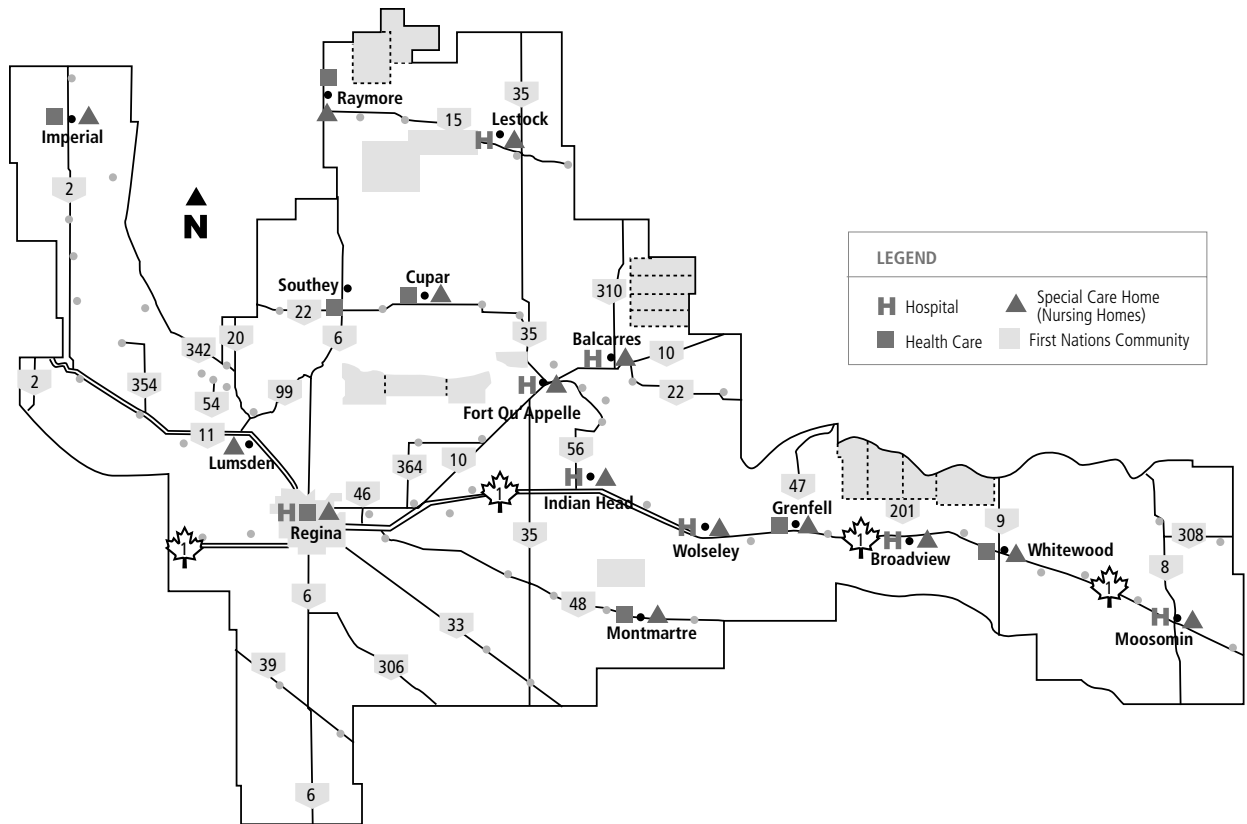 Raymore
35
15
Lestock
Imperial
2
N
LEGEND
H Hospital
Special Care Home
(Nursing Homes)
Health Care
First Nations Community
Southey
Cupar
22
310
20
6
35
Balcarres
10
342
H
2
354
54
99
H
22
Fort Qu'Appelle
11
Lumsden
364
10
56
47
H
46
1
Indian Head
Grenfell
201
9
H
Regina
1
35
H
Wolseley
1
H
Broadview
Whitewood
308
8
1
6
48
33
Montmartre
H
Moosomin
39
306
6
H